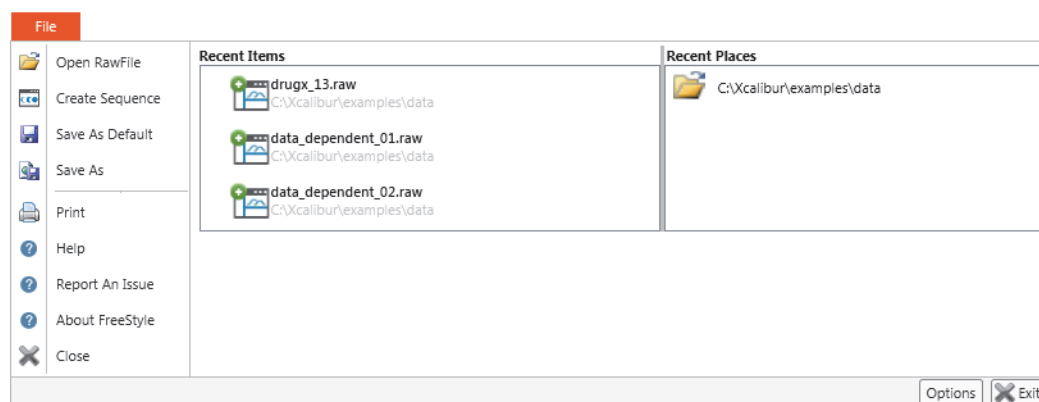 File
Open RawFile
Create Sequence
Save As Default
Save As
Print
Help
Report An Issue
About FreeStyle
Close
Recent Items
drugx_13.raw
C:\Xcalibur\examples\data
data_dependent_01.raw
C:\Xcalibur\examples\data
data_dependent_02.raw
C:\Xcalibur\examples\data
Recent Places
C:\Xcalibur\examples\data
Options
Exit